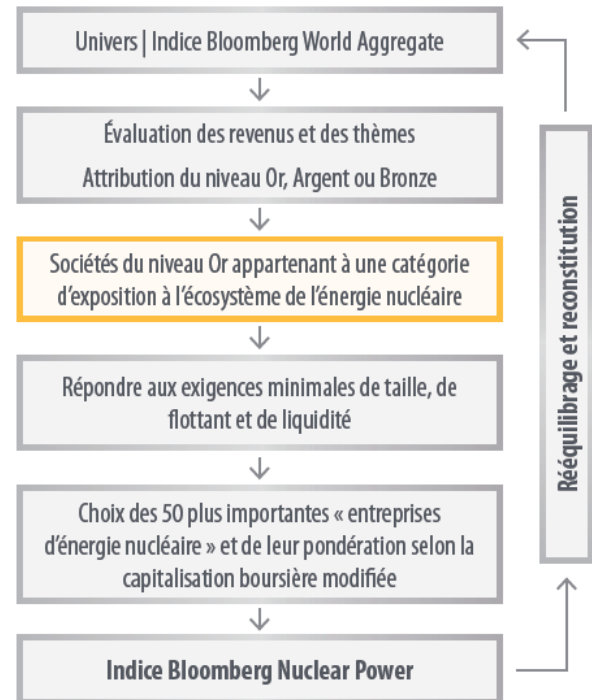 Univers | Indice Bloomberg World Aggregate
Évaluation des revenus et des thèmes
Attribution du niveau Or, Argent ou Bronze
Sociétés du niveau Or appartenant à une catégorie
d’exposition à l’écosystème de l’énergie nucléaire
Répondre aux exigences minimales de taille, de
flottant et de liquidité
Choix des 50 plus importantes « entreprises
d’énergie nucléaire » et de leur pondération selon la
capitalisation boursière modifiée
Indice Bloomberg Nuclear Power
Rééquilibrage et reconstitution